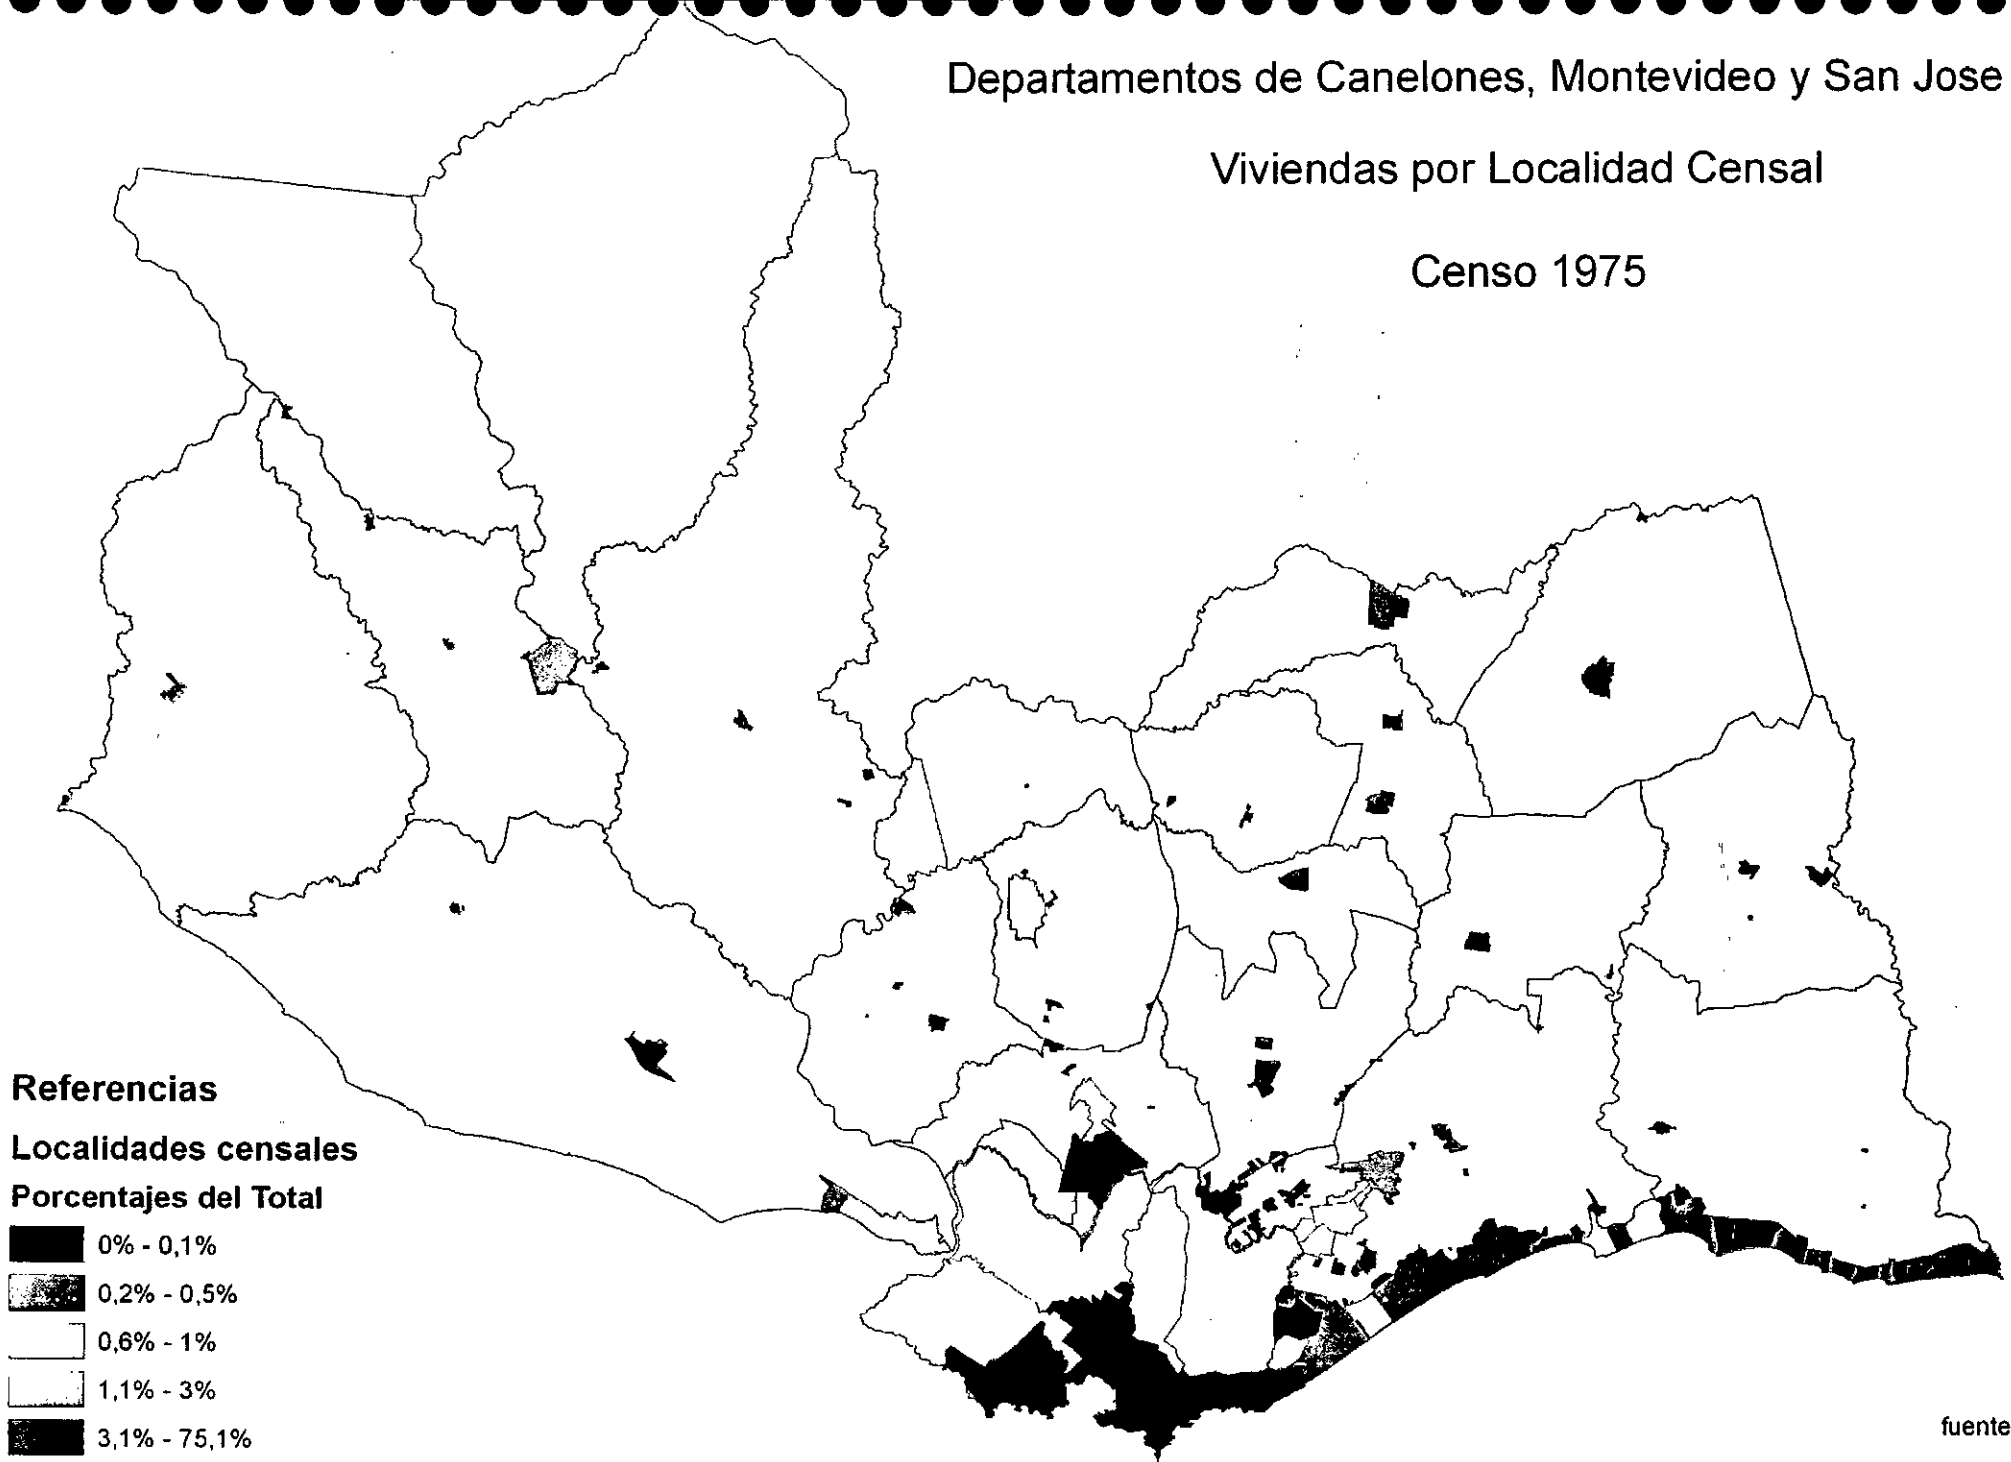 Departamentos de Canelones, Montevideo y San Jose
Viviendas por Localidad Censal
Censo 1975
Referencias
Localidades censales
Porcentajes del Total
0% - 0,1%
0,2% - 0,5%
0,6% - 1%
1,1% - 3%
3,1% - 75,1%
fuente